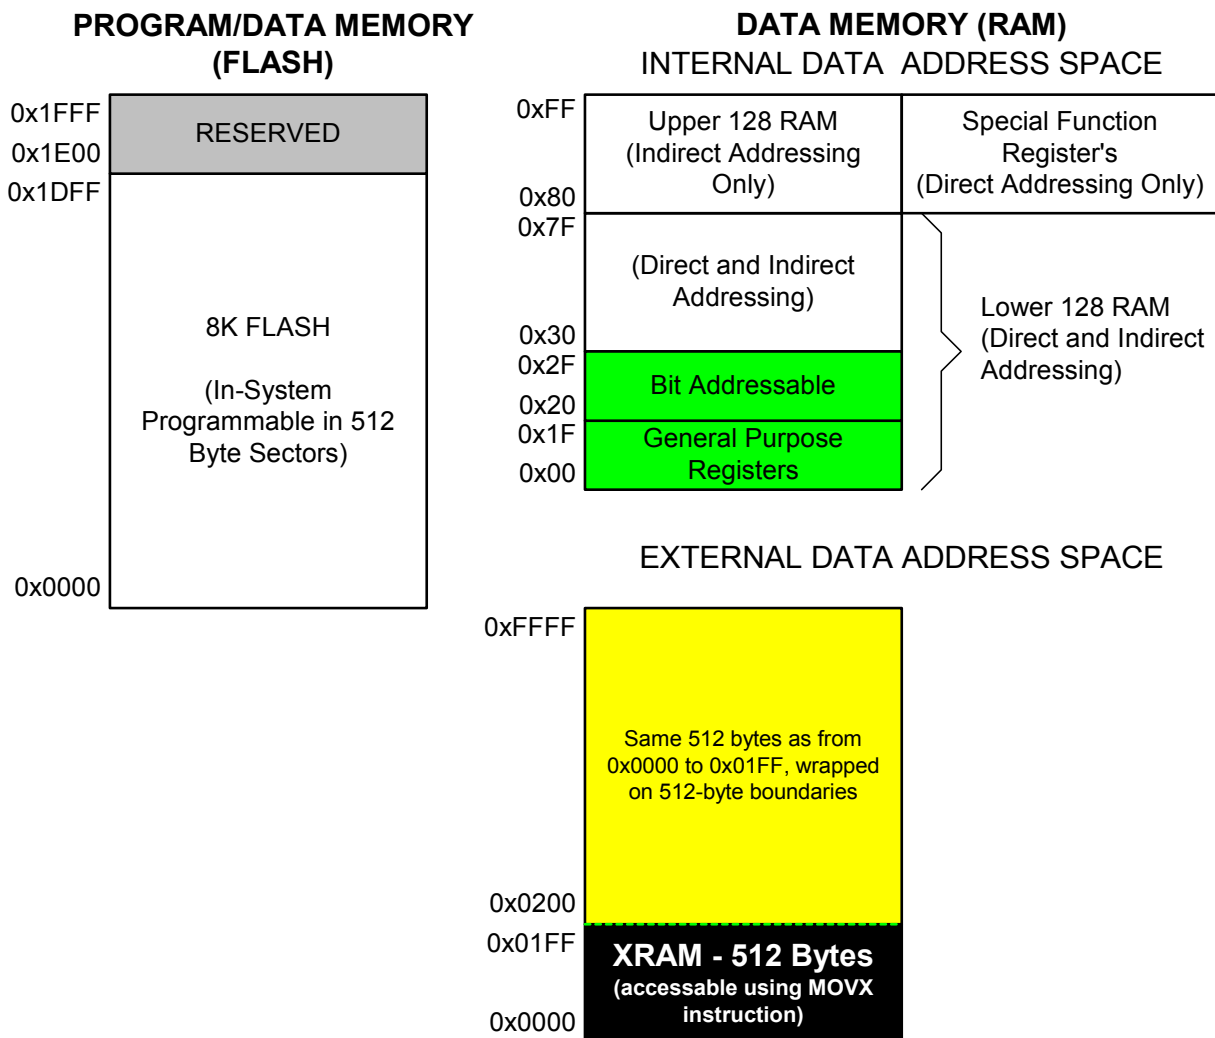 PROGRAM/DATA MEMORY
(FLASH)
0x1FFF
RESERVED
0x1E00
0x1DFF
8K FLASH
(In-System
Programmable in 512
Byte Sectors)
0x0000
DATA MEMORY (RAM)
INTERNAL DATA ADDRESS SPACE
0xFF
Upper 128 RAM
(Indirect Addressing
Only)
0x80
Special Function
Register's
(Direct Addressing Only)
0x7F
(Direct and Indirect
Addressing)
0x30
0x2F
Bit Addressable
0x20
0x1F
General Purpose
Registers
0x00
Lower 128 RAM
(Direct and Indirect
Addressing)
EXTERNAL DATA ADDRESS SPACE
0xFFFF
Same 512 bytes as from
0x0000 to 0x01FF, wrapped
on 512-byte boundaries
0x0200
0x01FF
XRAM - 512 Bytes
(accessable using MOVX
instruction)
0x0000